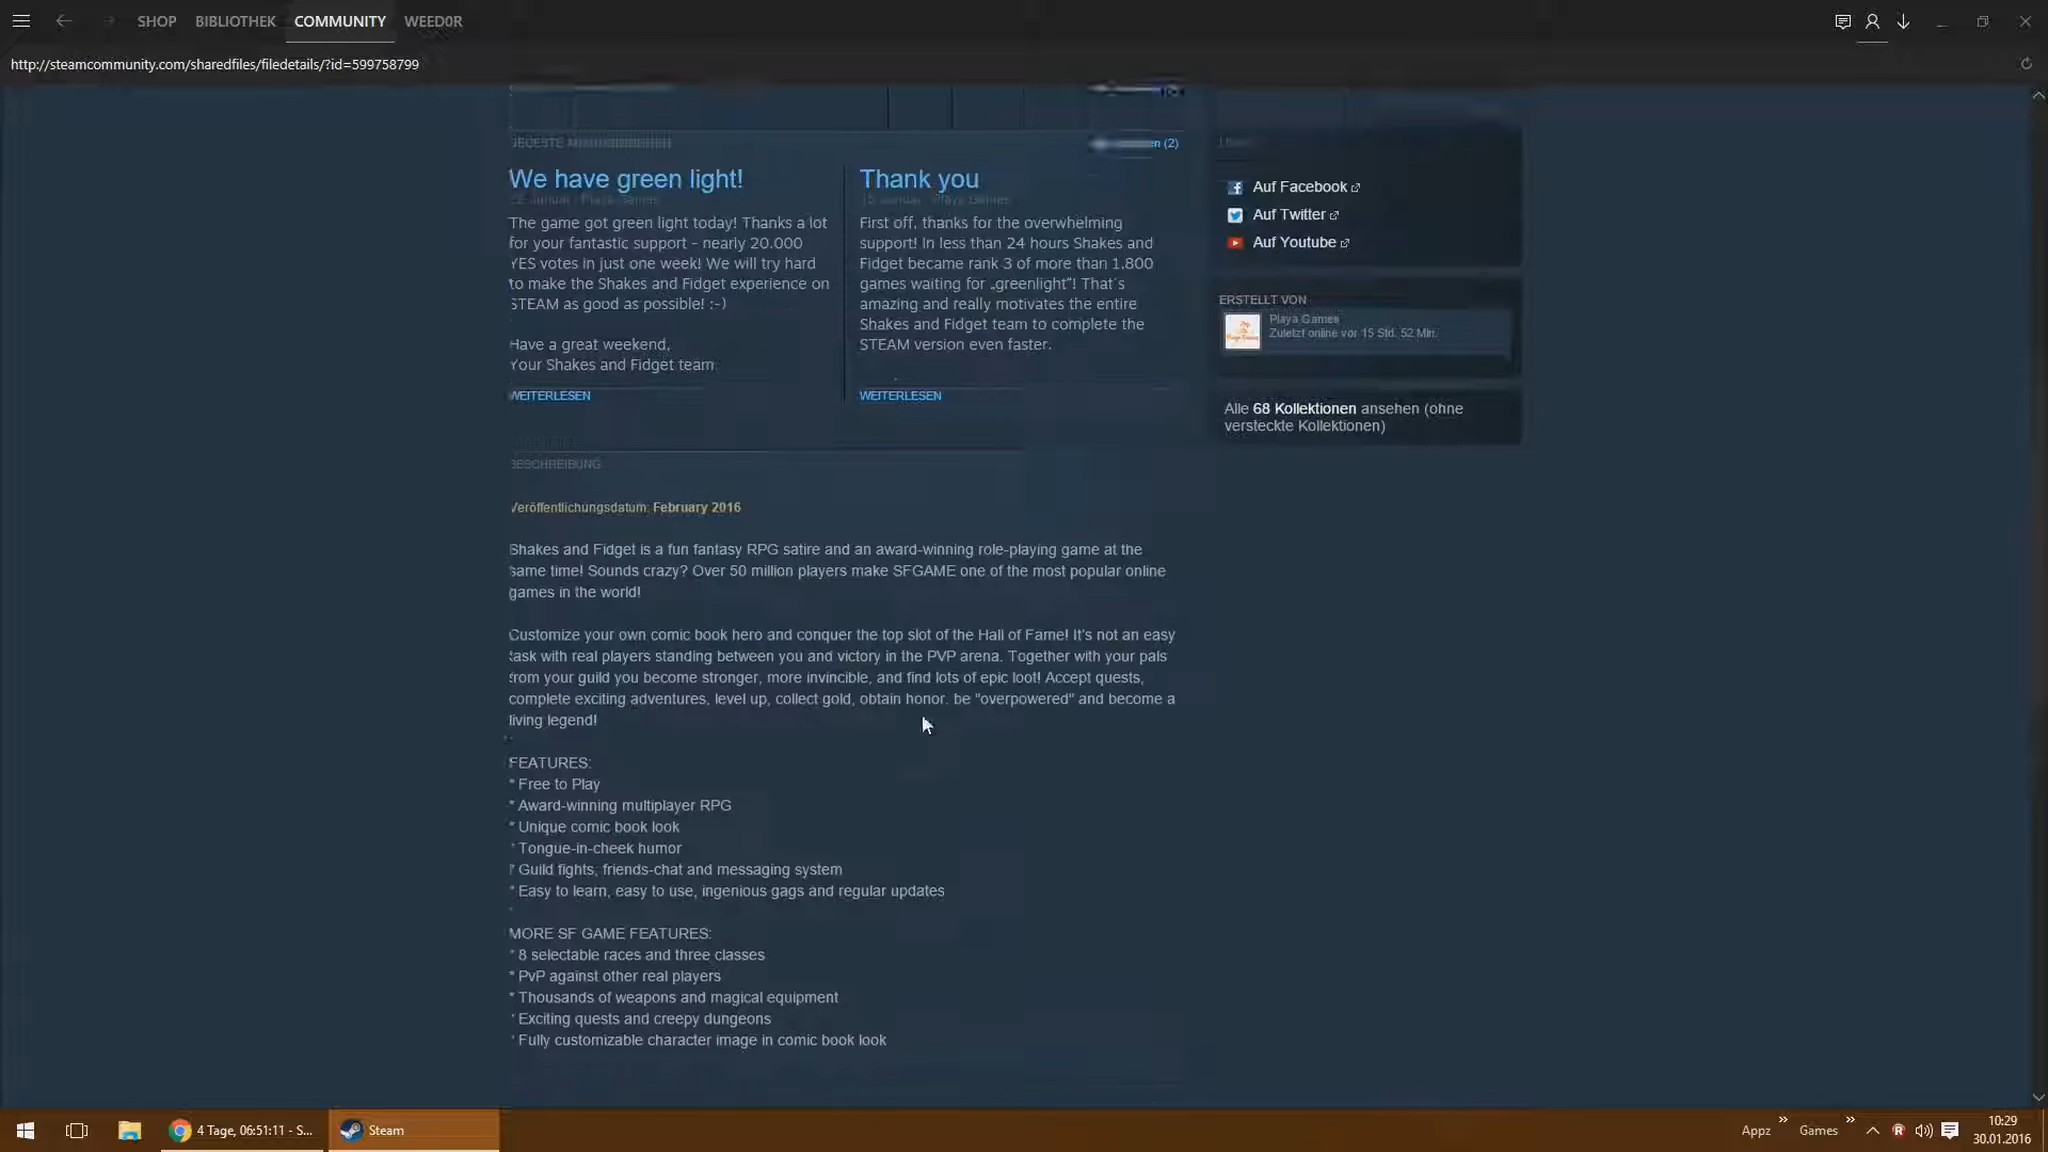 SHOP BIBLIOTHEK COMMUNITY WEED0R
http://steamcommunity.com/sharedfiles/filedetails/?id=599758799
(2)
We have green light!
22. Januar - Playa Games
The game got green light today! Thanks a lot
for your fantastic support - nearly 20.000
YES votes in just one week! We will try hard
to make the Shakes and Fidget experience on
STEAM as good as possible! :-)
Have a great weekend,
Your Shakes and Fidget team
WEITERLESEN
Thank you
15. Januar - Playa Games
First off, thanks for the overwhelming
support! In less than 24 hours Shakes and
Fidget became rank 3 of more than 1.800
games waiting for „greenlight"! That´s
amazing and really motivates the entire
Shakes and Fidget team to complete the
STEAM version even faster.
WEITERLESEN
Auf Facebook
Auf Twitter
Auf Youtube
ERSTELLT VON
Playa Games
Zuletzt online vor 15 Std. 52 Min.
Alle 68 Kollektionen ansehen (ohne
versteckte Kollektionen)
BESCHREIBUNG
Veröffentlichungsdatum: February 2016
Shakes and Fidget is a fun fantasy RPG satire and an award-winning role-playing game at the
same time! Sounds crazy? Over 50 million players make SFGAME one of the most popular online
games in the world!
Customize your own comic book hero and conquer the top slot of the Hall of Fame! It's not an easy
task with real players standing between you and victory in the PVP arena. Together with your pals
from your guild you become stronger, more invincible, and find lots of epic loot! Accept quests,
complete exciting adventures, level up, collect gold, obtain honor. be "overpowered" and become a
living legend!
FEATURES:
* Free to Play
* Award-winning multiplayer RPG
* Unique comic book look
* Tongue-in-cheek humor
* Guild fights, friends-chat and messaging system
* Easy to learn, easy to use, ingenious gags and regular updates
MORE SF GAME FEATURES:
* 8 selectable races and three classes
* PvP against other real players
* Thousands of weapons and magical equipment
* Exciting quests and creepy dungeons
* Fully customizable character image in comic book look
4 Tage, 06:51:11 - S... Steam Appz » Games » 10:29
30.01.2016